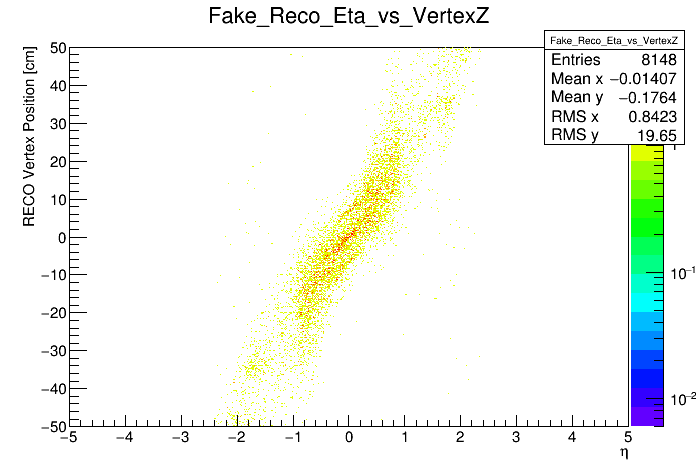 Fake_Reco_Eta_vs_VertexZ
Fake_Reco_Eta_vs_VertexZ
Entries 8148
Mean x −0.01407
Mean y −0.1764
RMS x 0.8423
RMS y 19.65
RECO Vertex Position [cm]
50
40
30
20
10
0
−10
−20
−30
−40
−50
−5 −4 −3 −2 −1 0 1 2 3 4 5
η
1
10−1
10−2